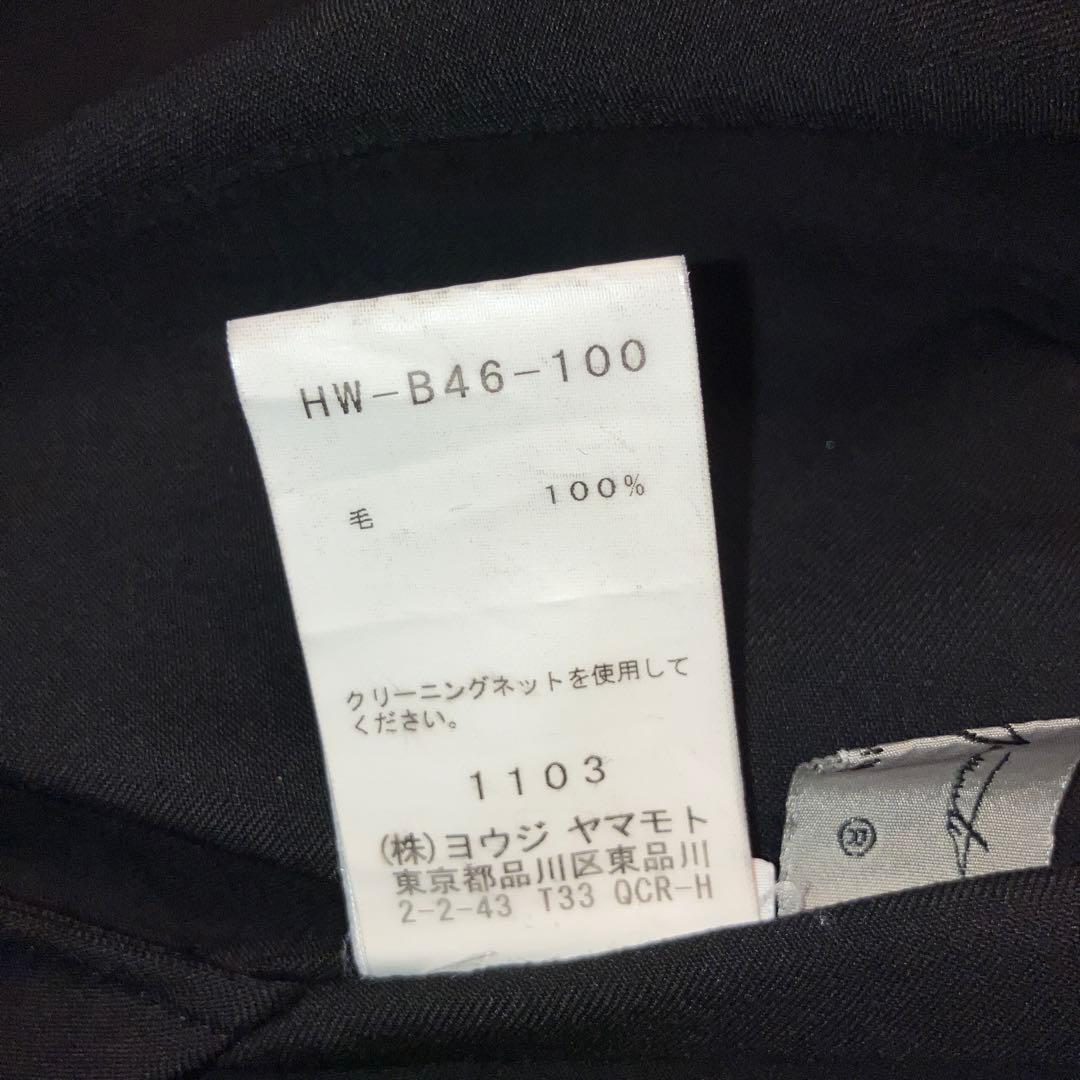 HW-B46-100
毛 100%
クリーニングネットを使用して
ください。
1103
(株)ヨウジ ヤマモト
東京都品川区東品川
2-2-43 T33 QCR-H
®